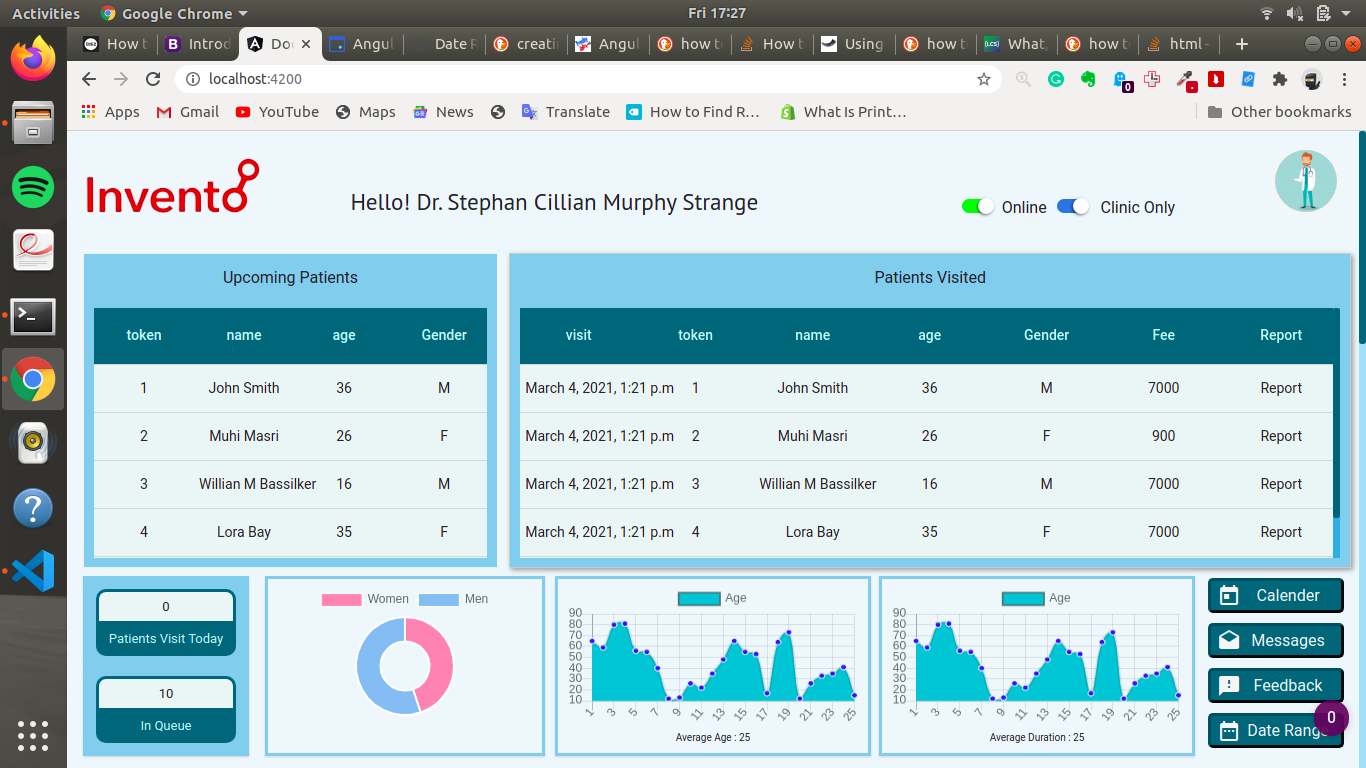 Activities Google Chrome Fri 17:27
How t Introd Doc Angul Date R creati Angul how to How t Using how to What, how to html -
localhost:4200
Apps Gmail YouTube Maps News Translate How to Find R... What Is Print... Other bookmarks
Invento
Hello! Dr. Stephan Cillian Murphy Strange
Online Clinic Only
Upcoming Patients
token name age Gender
1 John Smith 36 M
2 Muhi Masri 26 F
3 Willian M Bassilker 16 M
4 Lora Bay 35 F
Patients Visited
visit token name age Gender Fee Report
March 4, 2021, 1:21 p.m 1 John Smith 36 M 7000 Report
March 4, 2021, 1:21 p.m 2 Muhi Masri 26 F 900 Report
March 4, 2021, 1:21 p.m 3 Willian M Bassilker 16 M 7000 Report
March 4, 2021, 1:21 p.m 4 Lora Bay 35 F 7000 Report
0
Patients Visit Today
10
In Queue
Women Men
Age
90
80
70
60
50
40
30
20
10
1 3 5 7 9 11 13 15 17 19 21 23 25
Average Age : 25
Age
90
80
70
60
50
40
30
20
10
1 3 5 7 9 11 13 15 17 19 21 23 25
Average Duration : 25
Calender
Messages
Feedback
Date Range
0